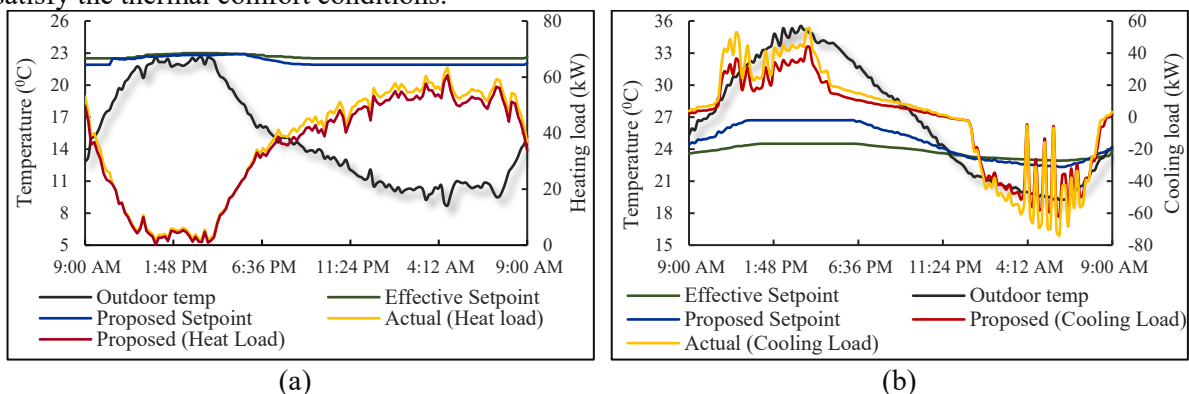 satisfy the thermal comfort conditions.
26
23
20
17
14
11
8
5
80
60
40
20
0
Temperature (⁰C)
Heating load (kW)
9:00 AM 1:48 PM 6:36 PM 11:24 PM 4:12 AM 9:00 AM
Outdoor temp Effective Setpoint
Proposed Setpoint Actual (Heat load)
Proposed (Heat Load)
(a)
36
33
30
27
24
21
18
15
60
40
20
0
-20
-40
-60
-80
Temperature (⁰C)
Cooling load (kW)
9:00 AM 1:48 PM 6:36 PM 11:24 PM 4:12 AM 9:00 AM
Effective Setpoint Outdoor temp
Proposed Setpoint Proposed (Cooling Load)
Actual (Cooling Load)
(b)